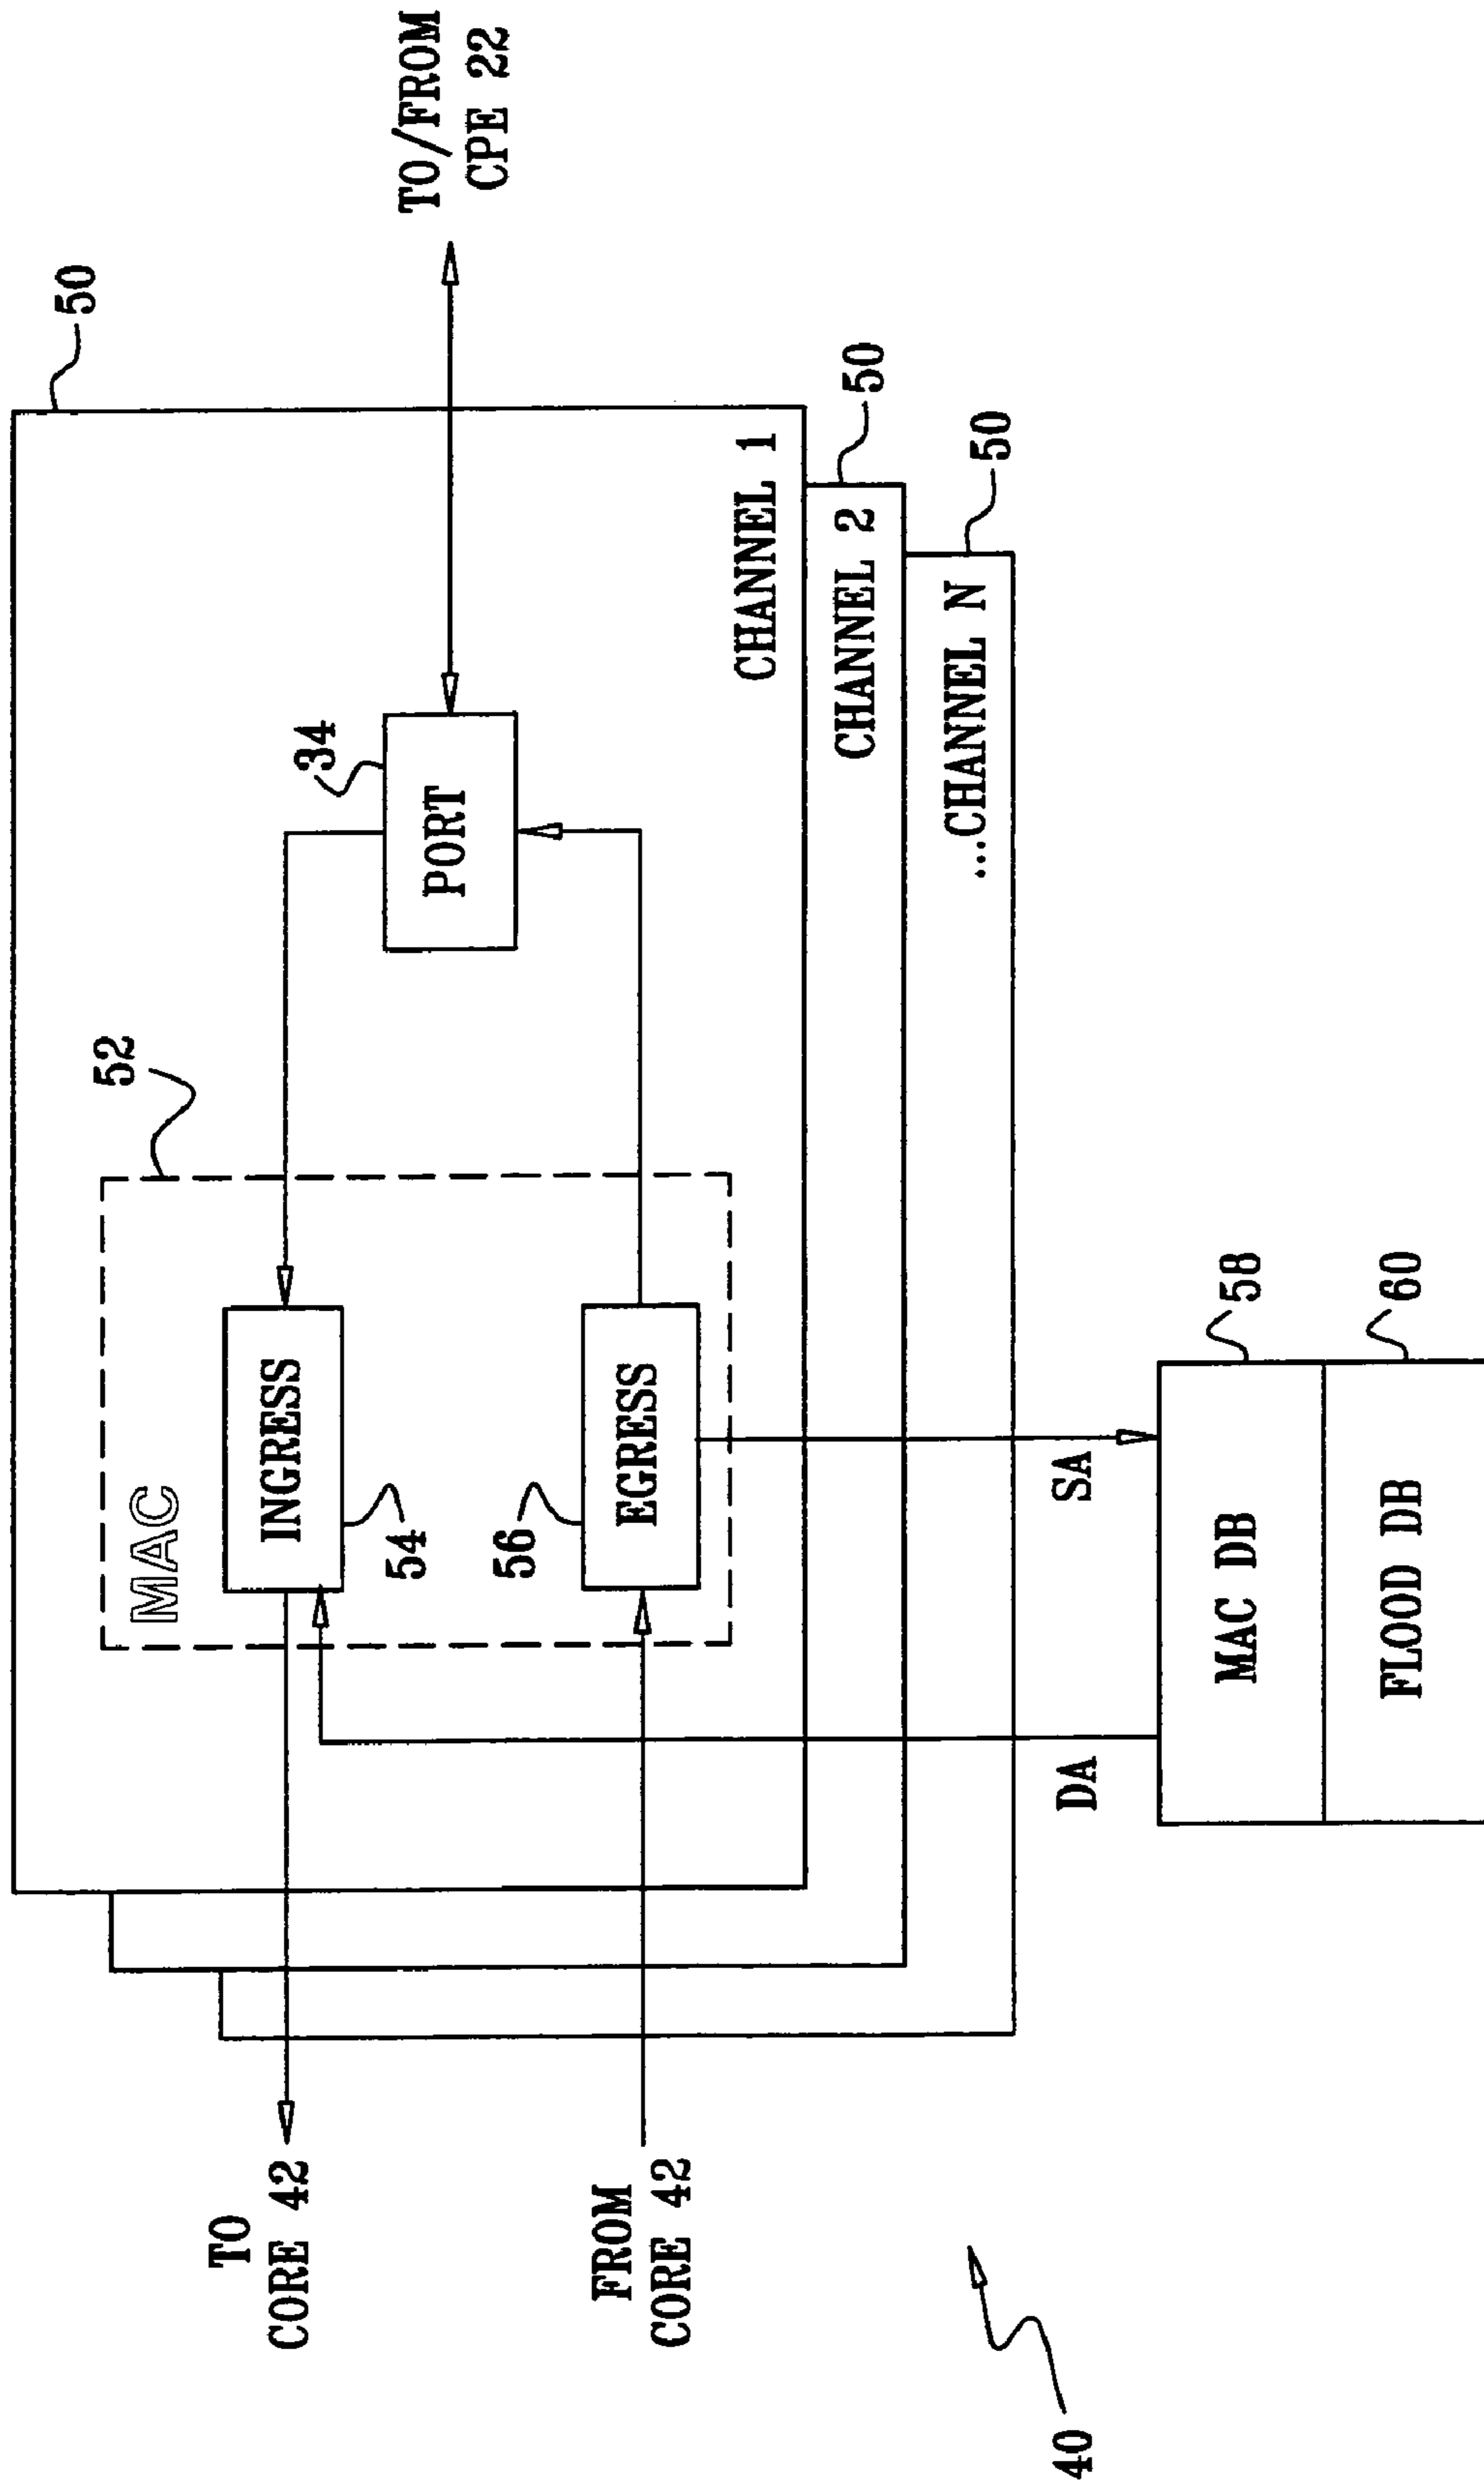 50
TO/FROM
CPE 22
52
34
MAC
INGRESS
54
PORT
56
EGRESS
CHANNEL 1
50
CHANNEL 2
50
...CHANNEL N
TO
CORE 42
FROM
CORE 42
DA
SA
MAC DB
58
FLOOD DB
60
40